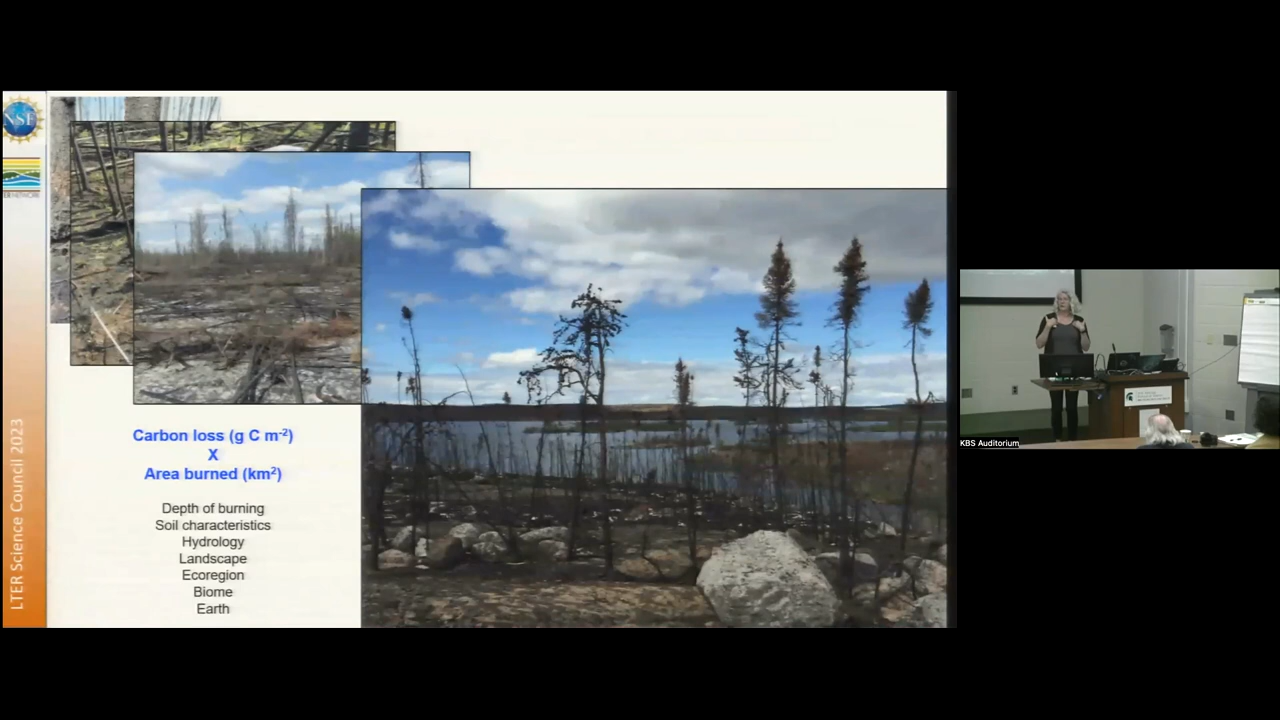 NSF
LTER Science Council 2023
Carbon loss (g C m⁻²)
X
Area burned (km²)
Depth of burning
Soil characteristics
Hydrology
Landscape
Ecoregion
Biome
Earth
KBS Auditorium